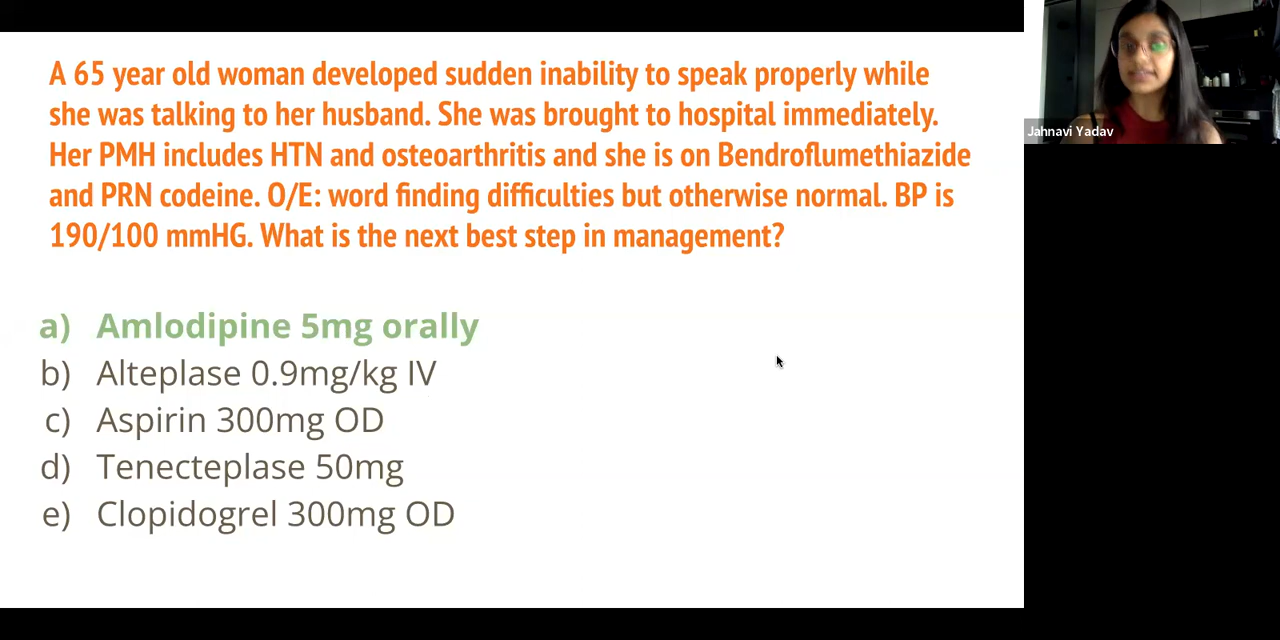 A 65 year old woman developed sudden inability to speak properly while
she was talking to her husband. She was brought to hospital immediately.
Her PMH includes HTN and osteoarthritis and she is on Bendroflumethiazide
and PRN codeine. O/E: word finding difficulties but otherwise normal. BP is
190/100 mmHG. What is the next best step in management?
a) Amlodipine 5mg orally
b) Alteplase 0.9mg/kg IV
c) Aspirin 300mg OD
d) Tenecteplase 50mg
e) Clopidogrel 300mg OD
Jahnavi Yadav